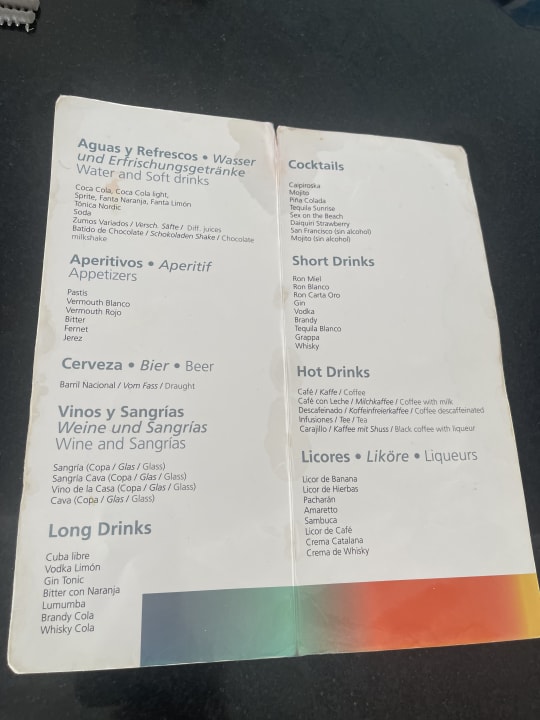 Aguas y Refrescos • Wasser
und Erfrischungsgetränke
Water and Soft drinks
Coca Cola, Coca Cola light,
Sprite, Fanta Naranja, Fanta Limón
Tónica Nordic
Soda
Zumos Variados / Versch. Säfte / Diff. juices
Batido de Chocolate / Schokoladen Shake / Chocolate
milkshake
Aperitivos • Aperitif
Appetizers
Pastis
Vermouth Blanco
Vermouth Rojo
Bitter
Fernet
Jerez
Cerveza • Bier • Beer
Barril Nacional / Vom Fass / Draught
Vinos y Sangrías
Weine und Sangrías
Wine and Sangrías
Sangría (Copa / Glas / Glass)
Sangría Cava (Copa / Glas / Glass)
Vino de la Casa (Copa / Glas / Glass)
Cava (Copa / Glas / Glass)
Long Drinks
Cuba libre
Vodka Limón
Gin Tonic
Bitter con Naranja
Lumumba
Brandy Cola
Whisky Cola
Cocktails
Caipiroska
Mojito
Piña Colada
Tequila Sunrise
Sex on the Beach
Daiquiri Strawberry
San Francisco (sin alcohol)
Mojito (sin alcohol)
Short Drinks
Ron Miel
Ron Blanco
Ron Carta Oro
Gin
Vodka
Brandy
Tequila Blanco
Grappa
Whisky
Hot Drinks
Café / Kaffe / Coffee
Café con Leche / Milchkaffee / Coffee with milk
Descafeinado / Koffeinfreierkaffee / Coffee descaffeinated
Infusiones / Tee / Tea
Carajillo / Kaffee mit Shuss / Black coffee with liqueur
Licores • Liköre • Liqueurs
Licor de Banana
Licor de Hierbas
Pacharán
Amaretto
Sambuca
Licor de Café
Crema Catalana
Crema de Whisky